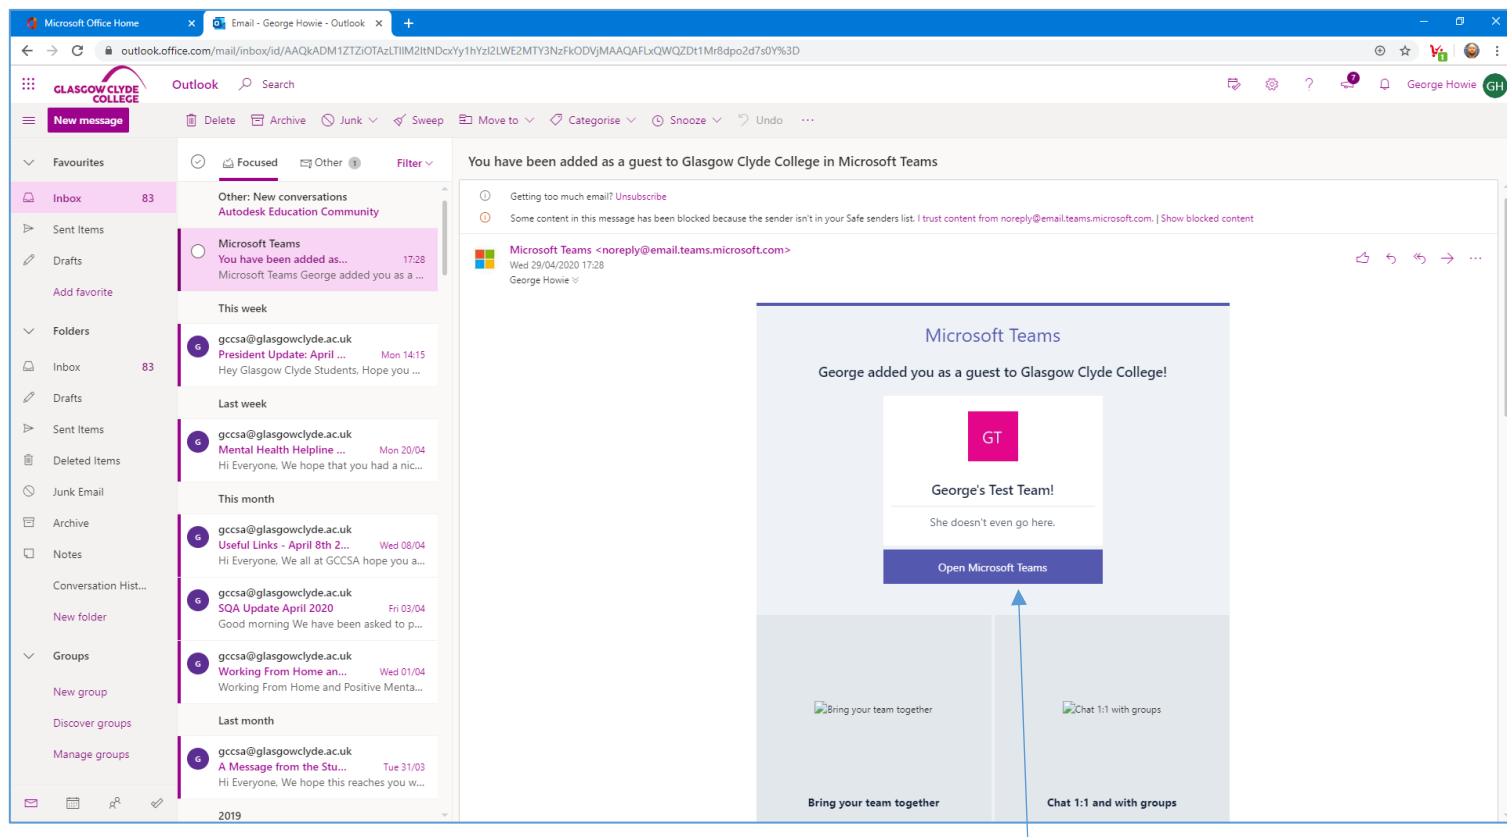 Microsoft Office Home
Email - George Howie - Outlook
outlook.office.com/mail/inbox/id/AAQkADM1ZTZiOTAzLTllM2ItNDcxYy1hYzI2LWE2MTY3NzFkODVjMAAQAFLxQWQZDt1Mr8dpo2d7s0Y%3D
GLASGOW CLYDE
COLLEGE
Outlook
Search
7
George Howie
GH
New message
Delete
Archive
Junk
Sweep
Move to
Categorise
Snooze
Undo
Favourites
Inbox 83
Sent Items
Drafts
Add favorite
Folders
Inbox 83
Drafts
Sent Items
Deleted Items
Junk Email
Archive
Notes
Conversation Hist...
New folder
Groups
New group
Discover groups
Manage groups
Focused
Other 1
Filter
Other: New conversations
Autodesk Education Community
Microsoft Teams
You have been added as... 17:28
Microsoft Teams George added you as a ...
This week
G
gccsa@glasgowclyde.ac.uk
President Update: April ... Mon 14:15
Hey Glasgow Clyde Students, Hope you ...
Last week
G
gccsa@glasgowclyde.ac.uk
Mental Health Helpline ... Mon 20/04
Hi Everyone, We hope that you had a nic...
This month
G
gccsa@glasgowclyde.ac.uk
Useful Links - April 8th 2... Wed 08/04
Hi Everyone, We all at GCCSA hope you a...
G
gccsa@glasgowclyde.ac.uk
SQA Update April 2020 Fri 03/04
Good morning We have been asked to p...
G
gccsa@glasgowclyde.ac.uk
Working From Home an... Wed 01/04
Working From Home and Positive Menta...
Last month
G
gccsa@glasgowclyde.ac.uk
A Message from the Stu... Tue 31/03
Hi Everyone, We hope this reaches you w...
2019
You have been added as a guest to Glasgow Clyde College in Microsoft Teams
Getting too much email? Unsubscribe
Some content in this message has been blocked because the sender isn't in your Safe senders list. I trust content from noreply@email.teams.microsoft.com. | Show blocked content
Microsoft Teams <noreply@email.teams.microsoft.com>
Wed 29/04/2020 17:28
George Howie
Microsoft Teams
George added you as a guest to Glasgow Clyde College!
GT
George's Test Team!
She doesn't even go here.
Open Microsoft Teams
Bring your team together
Chat 1:1 with groups
Bring your team together
Chat 1:1 and with groups